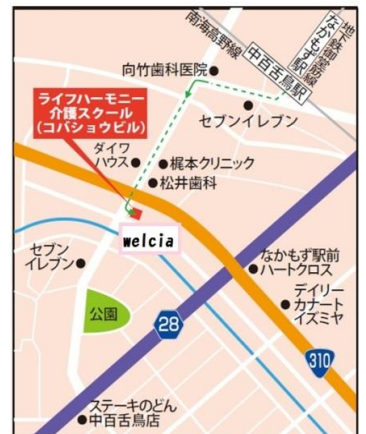 南海高野線
地下鉄御堂筋線
なかもず駅
中百舌鳥駅
向竹歯科医院
セブンイレブン
ライフハーモニー
介護スクール
(コバショウビル)
ダイワ
ハウス
梶本クリニック
松井歯科
welcia
セブン
イレブン
なかもず駅前
ハートクロス
デイリー
カナート
イズミヤ
公園
28
310
ステーキのどん
中百舌鳥店